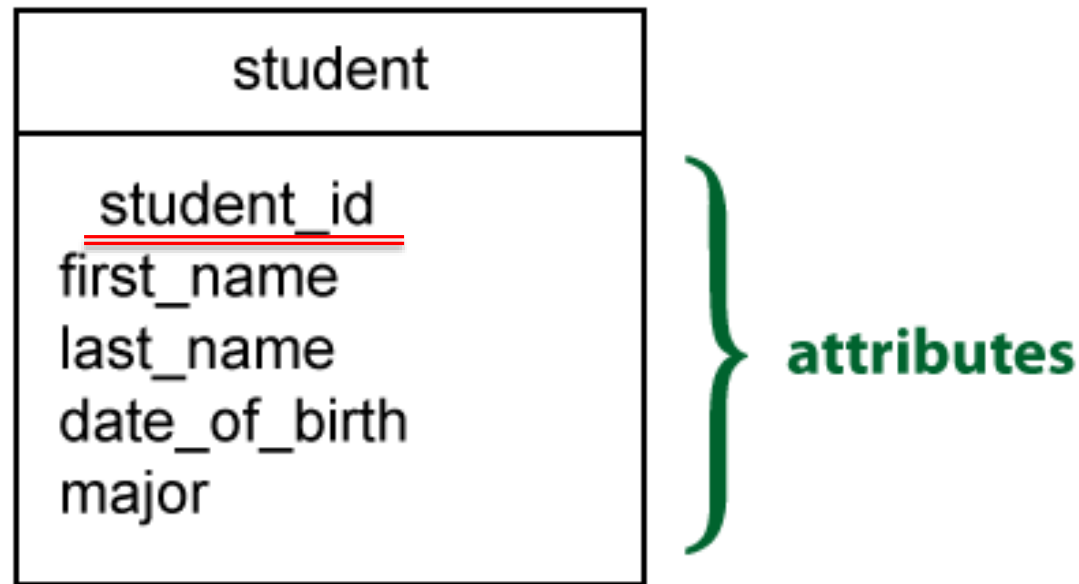 student
student_id
first_name
last_name
date_of_birth
major
attributes